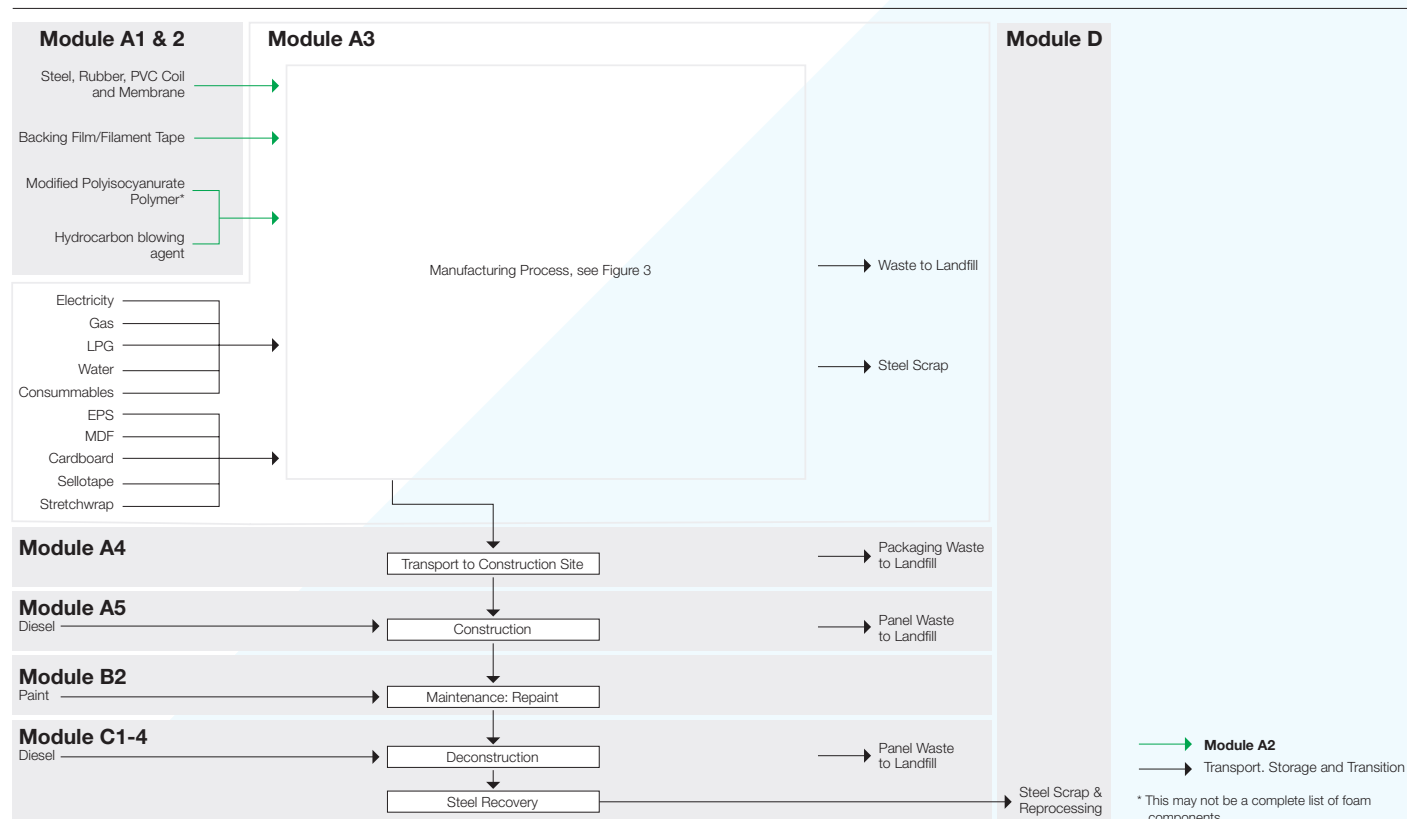 Module A1 & 2
Module A3
Module D
Steel, Rubber, PVC Coil
and Membrane
Backing Film/Filament Tape
Modified Polyisocyanurate
Polymer*
Hydrocarbon blowing
agent
Manufacturing Process, see Figure 3
Waste to Landfill
Steel Scrap
Electricity
Gas
LPG
Water
Consummables
EPS
MDF
Cardboard
Sellotape
Stretchwrap
Module A4
Transport to Construction Site
Packaging Waste
to Landfill
Module A5
Diesel
Construction
Panel Waste
to Landfill
Module B2
Paint
Maintenance: Repaint
Module C1-4
Diesel
Deconstruction
Panel Waste
to Landfill
Steel Recovery
Steel Scrap &
Reprocessing
Module A2
Transport. Storage and Transition
* This may not be a complete list of foam
components